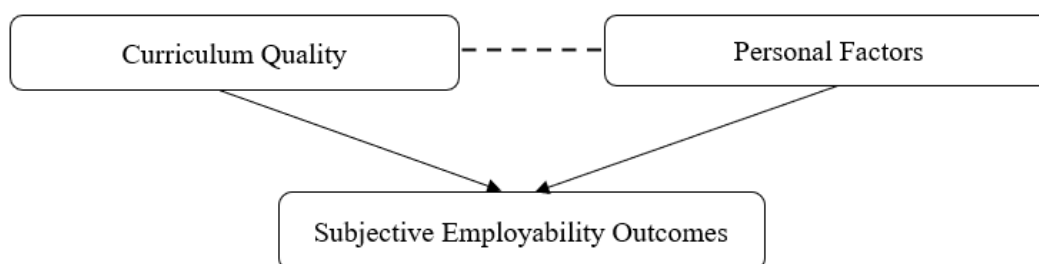 Curriculum Quality
Personal Factors
Subjective Employability Outcomes